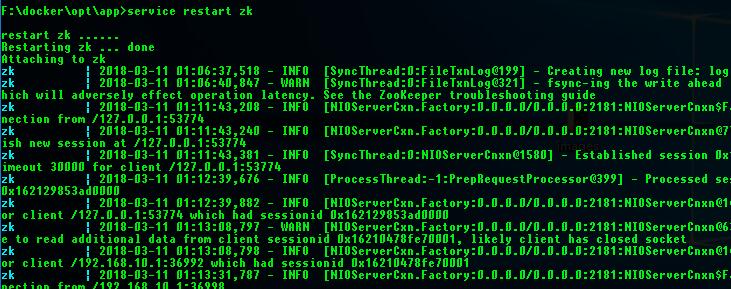 F:\docker\opt\app>service restart zk
restart zk ......
Restarting zk ... done
Attaching to zk
zk | 2018-03-11 01:06:37,518 - INFO [SyncThread:0:FileTxnLog@199] - Creating new log file: log
zk | 2018-03-11 01:06:40,847 - WARN [SyncThread:0:FileTxnLog@321] - fsync-ing the write ahead
hich will adversely effect operation latency. See the ZooKeeper troubleshooting guide
zk | 2018-03-11 01:11:43,208 - INFO [NIOServerCxn.Factory:0.0.0.0/0.0.0.0:2181:NIOServerCnxn$F
nection from /127.0.0.1:53774
zk | 2018-03-11 01:11:43,240 - INFO [NIOServerCxn.Factory:0.0.0.0/0.0.0.0:2181:NIOServerCnxn@7
ish new session at /127.0.0.1:53774
zk | 2018-03-11 01:11:43,381 - INFO [SyncThread:0:NIOServerCnxn@1580] - Established session 0x1
imeout 30000 for client /127.0.0.1:53774
zk | 2018-03-11 01:12:39,676 - INFO [ProcessThread:-1:PrepRequestProcessor@399] - Processed ses
0x162129853ad0000
zk | 2018-03-11 01:12:39,882 - INFO [NIOServerCxn.Factory:0.0.0.0/0.0.0.0:2181:NIOServerCnxn@1
or client /127.0.0.1:53774 which had sessionid 0x162129853ad0000
zk | 2018-03-11 01:13:08,797 - WARN [NIOServerCxn.Factory:0.0.0.0/0.0.0.0:2181:NIOServerCnxn@6
e to read additional data from client sessionid 0x16210478fe70001, likely client has closed socket
zk | 2018-03-11 01:13:08,798 - INFO [NIOServerCxn.Factory:0.0.0.0/0.0.0.0:2181:NIOServerCnxn@1
or client /192.168.10.1:36992 which had sessionid 0x16210478fe70001
zk | 2018-03-11 01:13:31,787 - INFO [NIOServerCxn.Factory:0.0.0.0/0.0.0.0:2181:NIOServerCnxn$F
nection from /192.168.10.1:36998